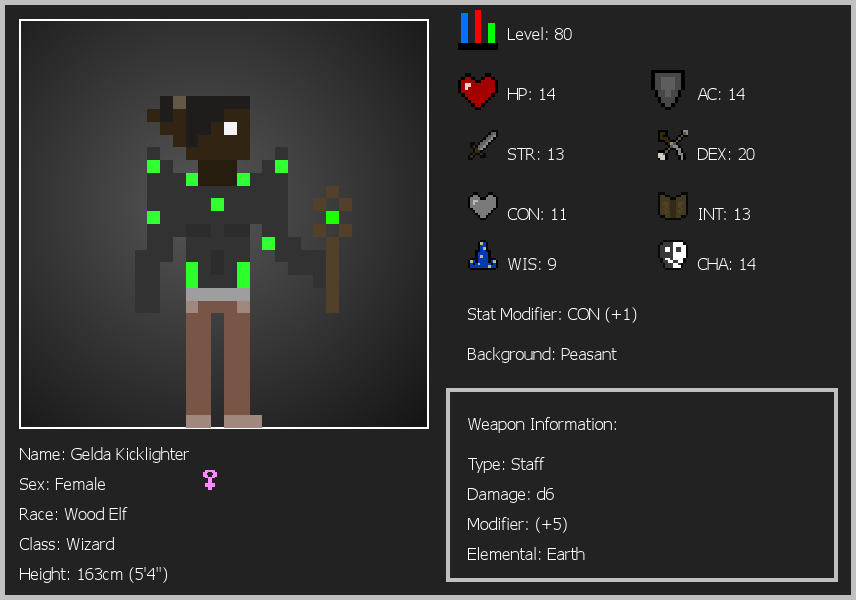 Level: 80
HP: 14
AC: 14
STR: 13
DEX: 20
CON: 11
INT: 13
WIS: 9
CHA: 14
Stat Modifier: CON (+1)
Background: Peasant
Weapon Information:
Type: Staff
Damage: d6
Modifier: (+5)
Elemental: Earth
Name: Gelda Kicklighter
Sex: Female
Race: Wood Elf
Class: Wizard
Height: 163cm (5'4")